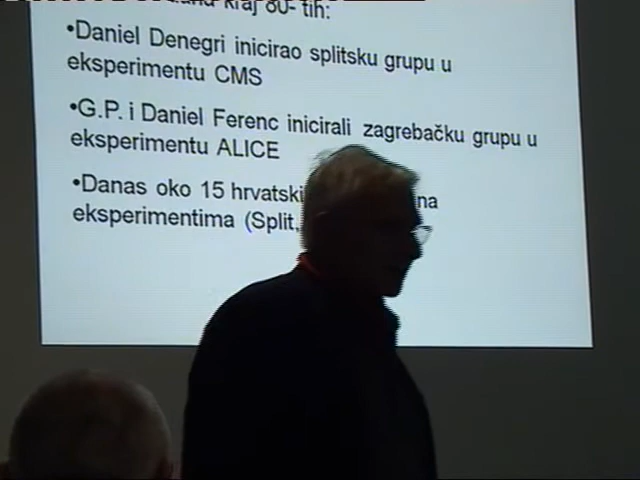 kraj 80- tih:
•Daniel Denegri inicirao splitsku grupu u
eksperimentu CMS
•G.P. i Daniel Ferenc inicirali zagrebačku grupu u
eksperimentu ALICE
•Danas oko 15 na
eksperimentima (Split,